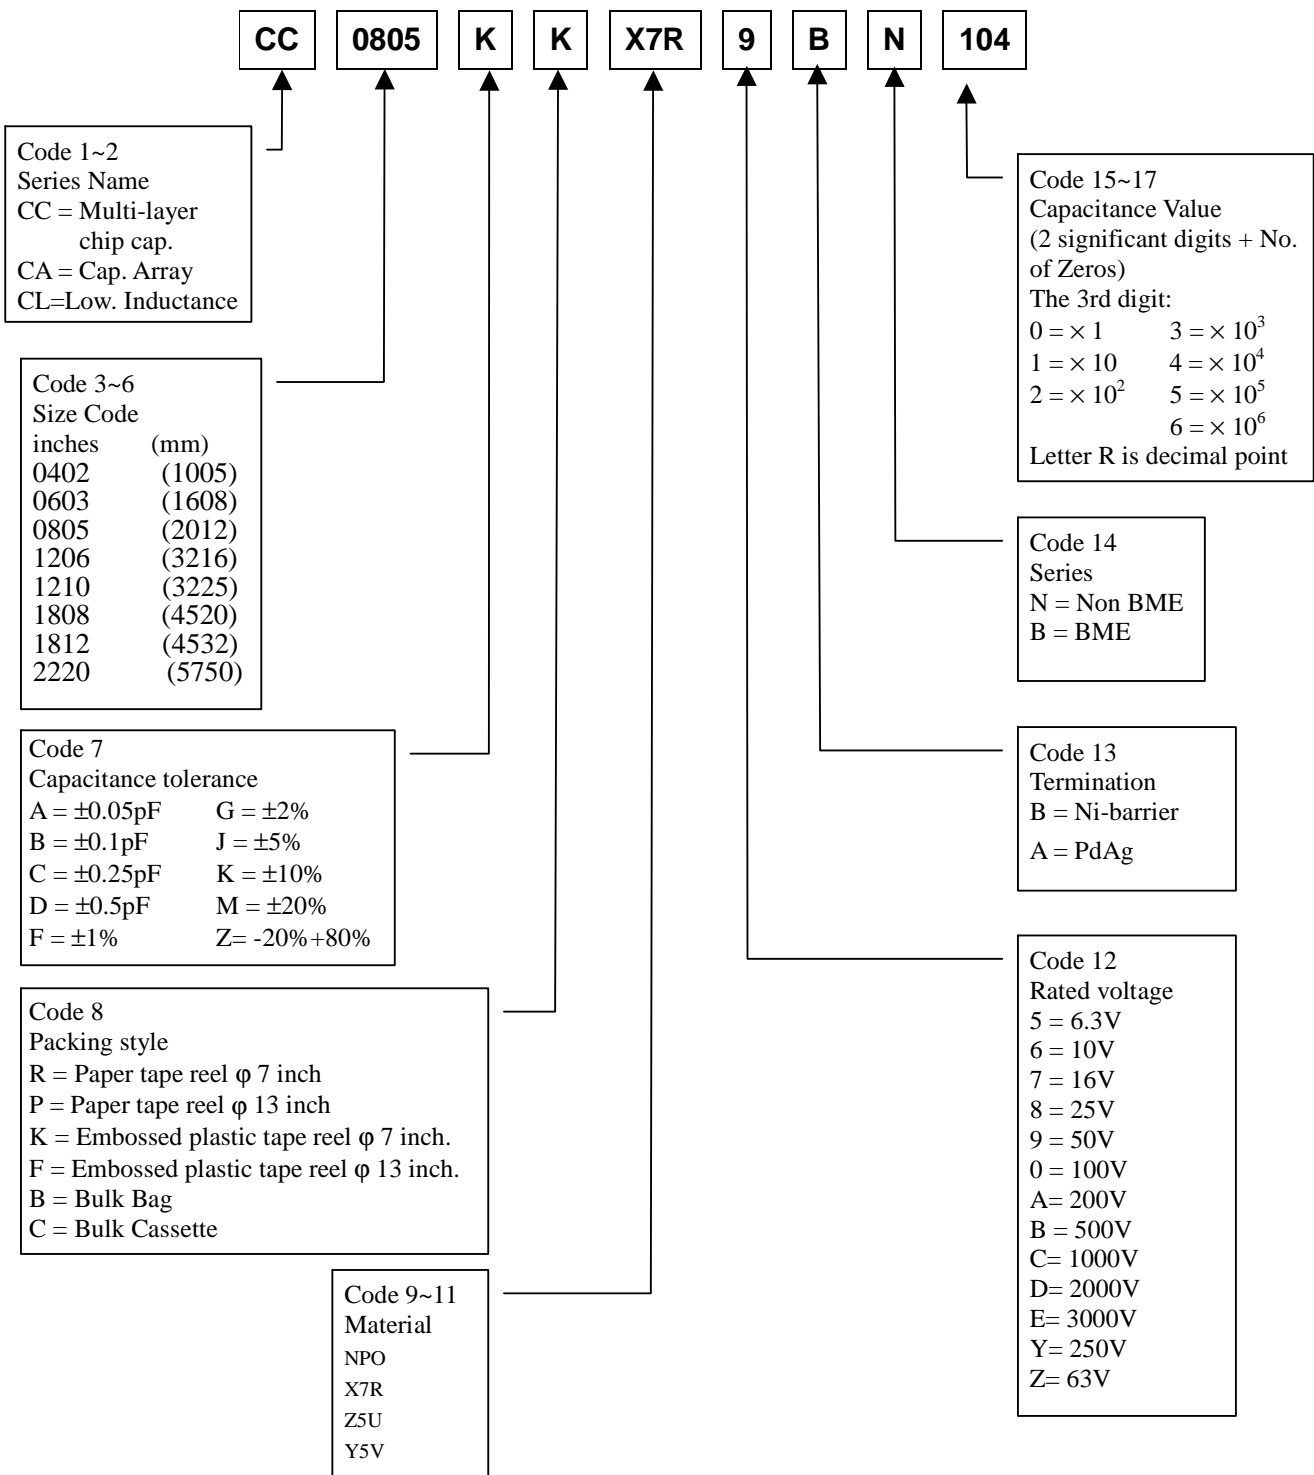 CC 0805 K K X7R 9 B N 104
Code 1~2
Series Name
CC = Multi-layer
chip cap.
CA = Cap. Array
CL=Low. Inductance
Code 3~6
Size Code
inches (mm)
0402 (1005)
0603 (1608)
0805 (2012)
1206 (3216)
1210 (3225)
1808 (4520)
1812 (4532)
2220 (5750)
Code 7
Capacitance tolerance
A = ±0.05pF G = ±2%
B = ±0.1pF J = ±5%
C = ±0.25pF K = ±10%
D = ±0.5pF M = ±20%
F = ±1% Z= -20%+80%
Code 8
Packing style
R = Paper tape reel φ 7 inch
P = Paper tape reel φ 13 inch
K = Embossed plastic tape reel φ 7 inch.
F = Embossed plastic tape reel φ 13 inch.
B = Bulk Bag
C = Bulk Cassette
Code 9~11
Material
NPO
X7R
Z5U
Y5V
Code 15~17
Capacitance Value
(2 significant digits + No.
of Zeros)
The 3rd digit:
0 = × 1 3 = × 10³
1 = × 10 4 = × 10⁴
2 = × 10² 5 = × 10⁵
6 = × 10⁶
Letter R is decimal point
Code 14
Series
N = Non BME
B = BME
Code 13
Termination
B = Ni-barrier
A = PdAg
Code 12
Rated voltage
5 = 6.3V
6 = 10V
7 = 16V
8 = 25V
9 = 50V
0 = 100V
A= 200V
B = 500V
C= 1000V
D= 2000V
E= 3000V
Y= 250V
Z= 63V